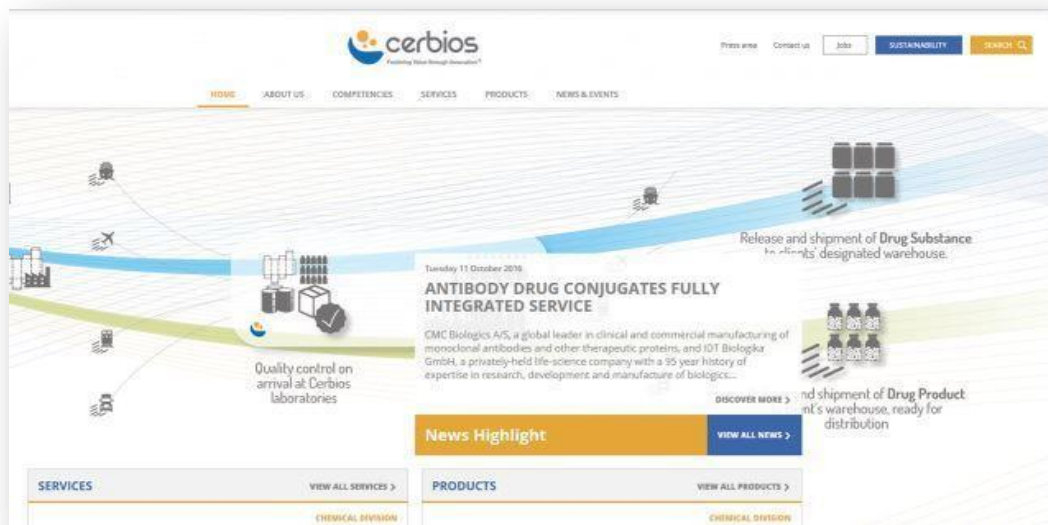 cerbios
Fostering Value through Innovation®
Press area Contact us Jobs SUSTAINABILITY SEARCH
HOME ABOUT US COMPETENCIES SERVICES PRODUCTS NEWS & EVENTS
Release and shipment of Drug Substance
to clients' designated warehouse.
Quality control on
arrival at Cerbios
laboratories
Tuesday 11 October 2016
ANTIBODY DRUG CONJUGATES FULLY
INTEGRATED SERVICE
CMC Biologics A/S, a global leader in clinical and commercial manufacturing of
monoclonal antibodies and other therapeutic proteins, and IDT Biologika
GmbH, a privately-held life-science company with a 95 year history of
expertise in research, development and manufacture of biologics...
DISCOVER MORE >
nd shipment of Drug Product
ent's warehouse, ready for
distribution
News Highlight VIEW ALL NEWS >
SERVICES VIEW ALL SERVICES >
CHEMICAL DIVISION
PRODUCTS VIEW ALL PRODUCTS >
CHEMICAL DIVISION